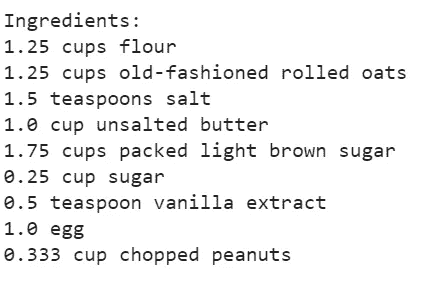 Ingredients:
1.25 cups flour
1.25 cups old-fashioned rolled oats
1.5 teaspoons salt
1.0 cup unsalted butter
1.75 cups packed light brown sugar
0.25 cup sugar
0.5 teaspoon vanilla extract
1.0 egg
0.333 cup chopped peanuts